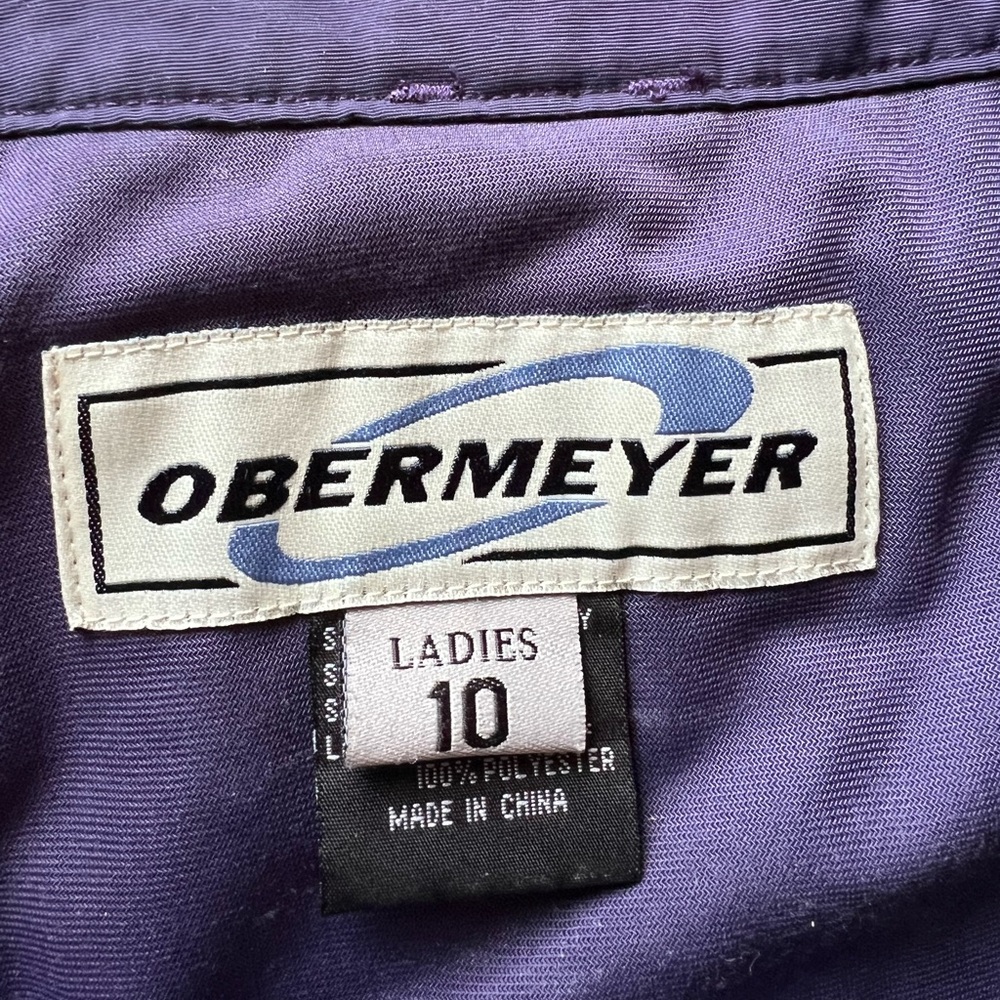 OBERMEYER
LADIES
10
S Y
S
S
L
100% POLYESTER
MADE IN CHINA